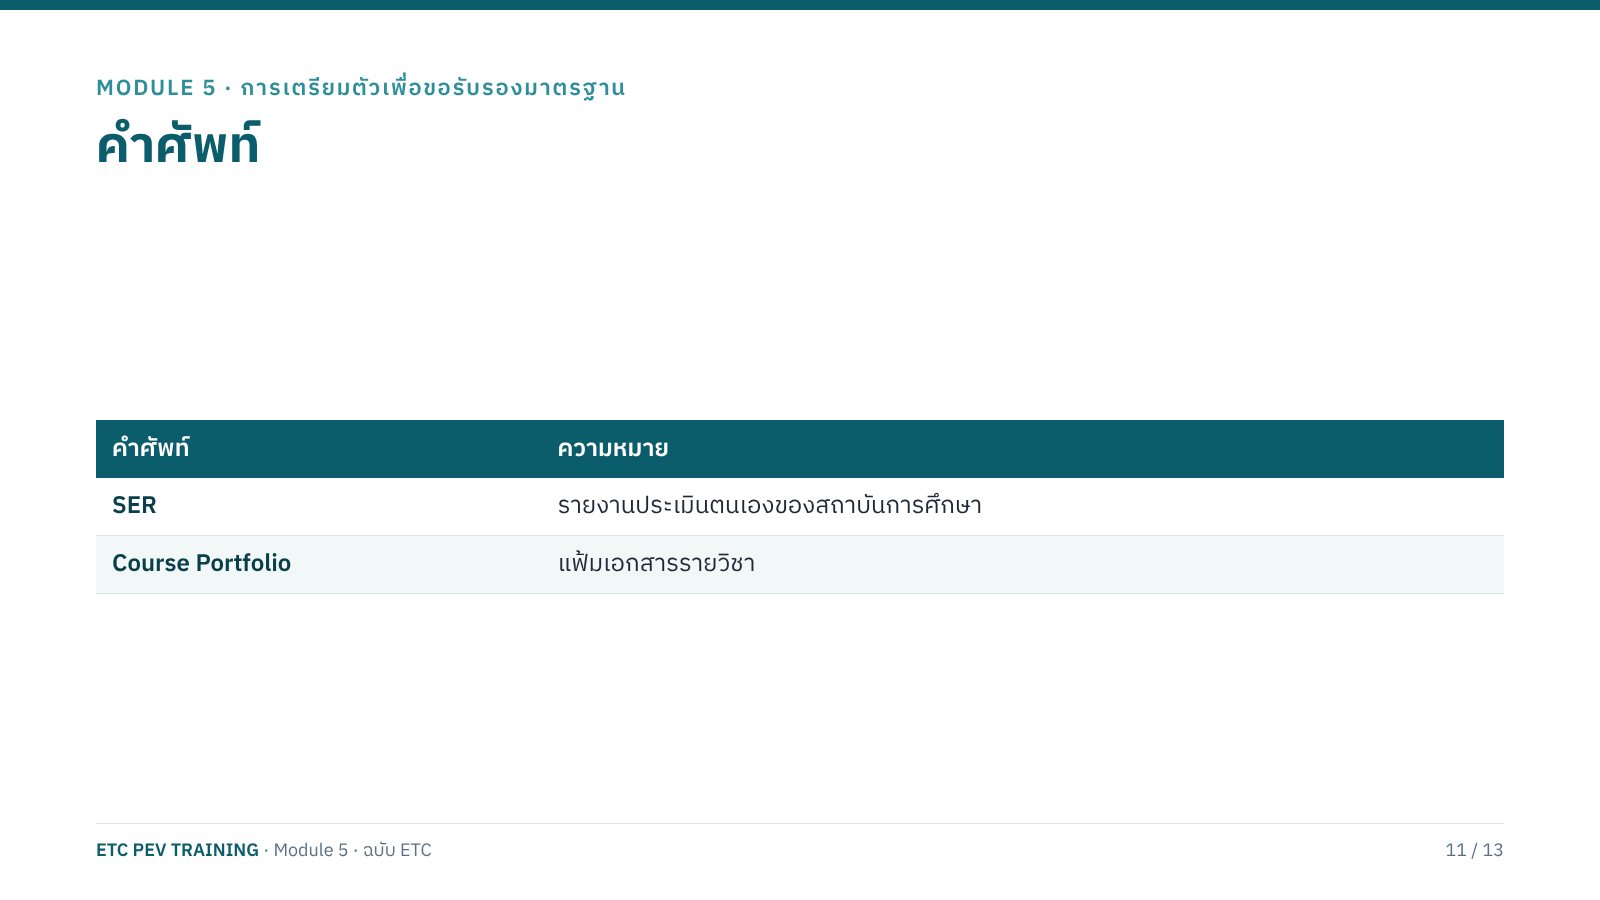 MODULE 5 · การเตรียมตัวเพื่อขอรับรองมาตรฐาน
คำศัพท์
คำศัพท์ ความหมาย
SER รายงานประเมินตนเองของสถาบันการศึกษา
Course Portfolio แฟ้มเอกสารรายวิชา
ETC PEV TRAINING · Module 5 · ฉบับ ETC 11 / 13